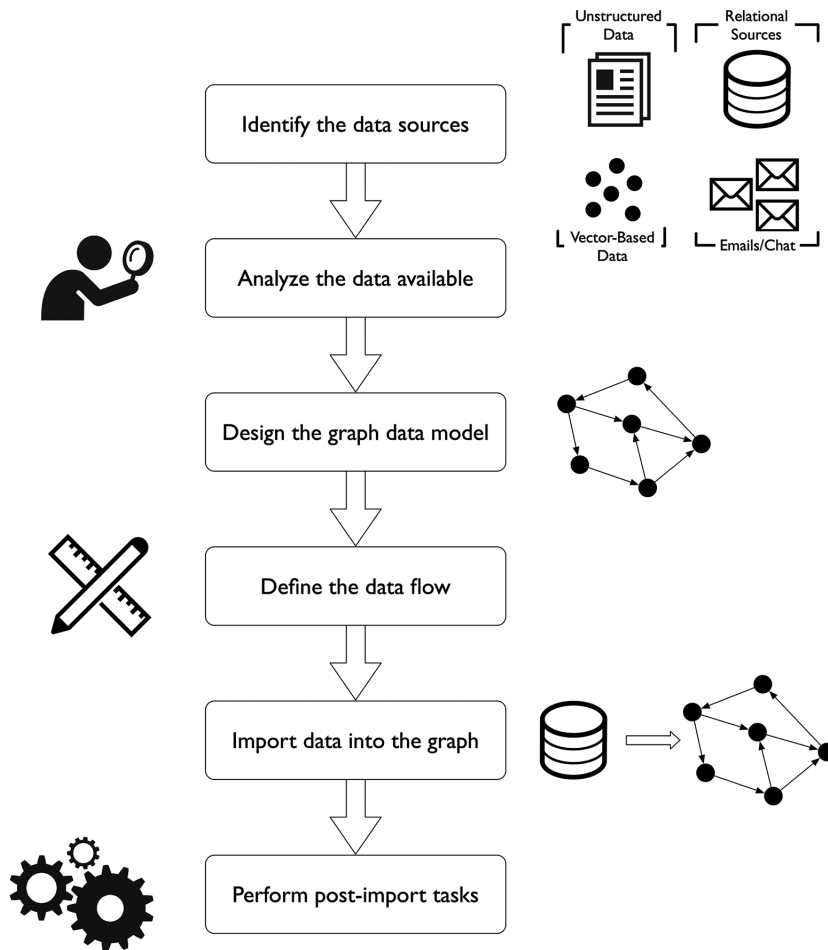 Unstructured
Data
Relational
Sources
Identify the data sources
Vector-Based
Data
Emails/Chat
Analyze the data available
Design the graph data model
Define the data flow
Import data into the graph
Perform post-import tasks